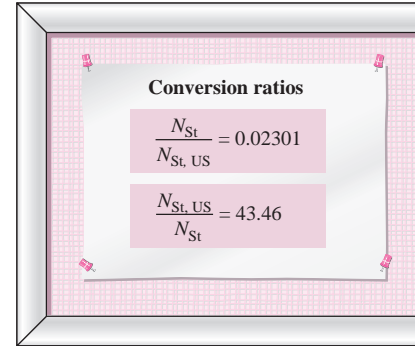 Conversion ratios
N_St / N_St, US = 0.02301
N_St, US / N_St = 43.46